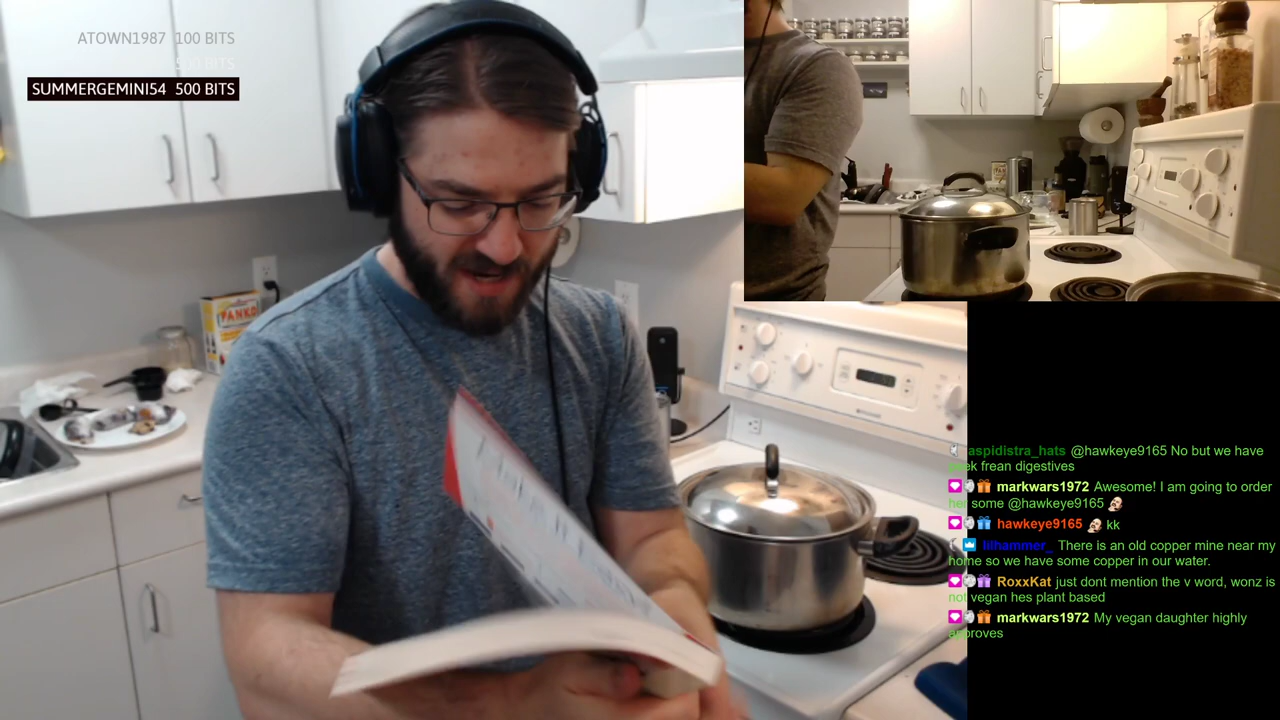 ATOWN1987 100 BITS
500 BITS
SUMMERGEMINI54 500 BITS
PANKO
aspidistra_hats @hawkeye9165 No but we have
frean digestives
markwars1972 Awesome! I am going to order
her some @hawkeye9165
hawkeye9165 kk
lilhammer_ There is an old copper mine near my
home so we have some copper in our water.
RoxxKat just dont mention the v word, wonz is
not vegan hes plant based
markwars1972 My vegan daughter highly
approves